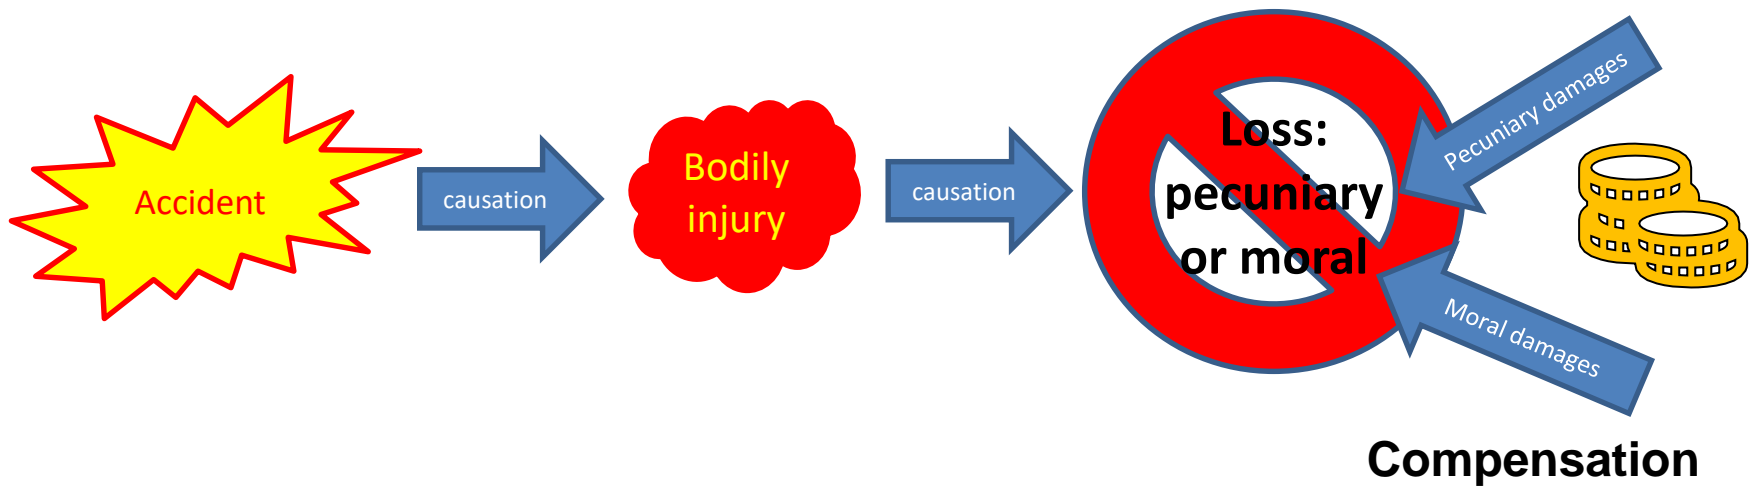 Accident
causation
Bodily
injury
causation
Loss:
pecuniary
or moral
Pecuniary damages
Moral damages
Compensation